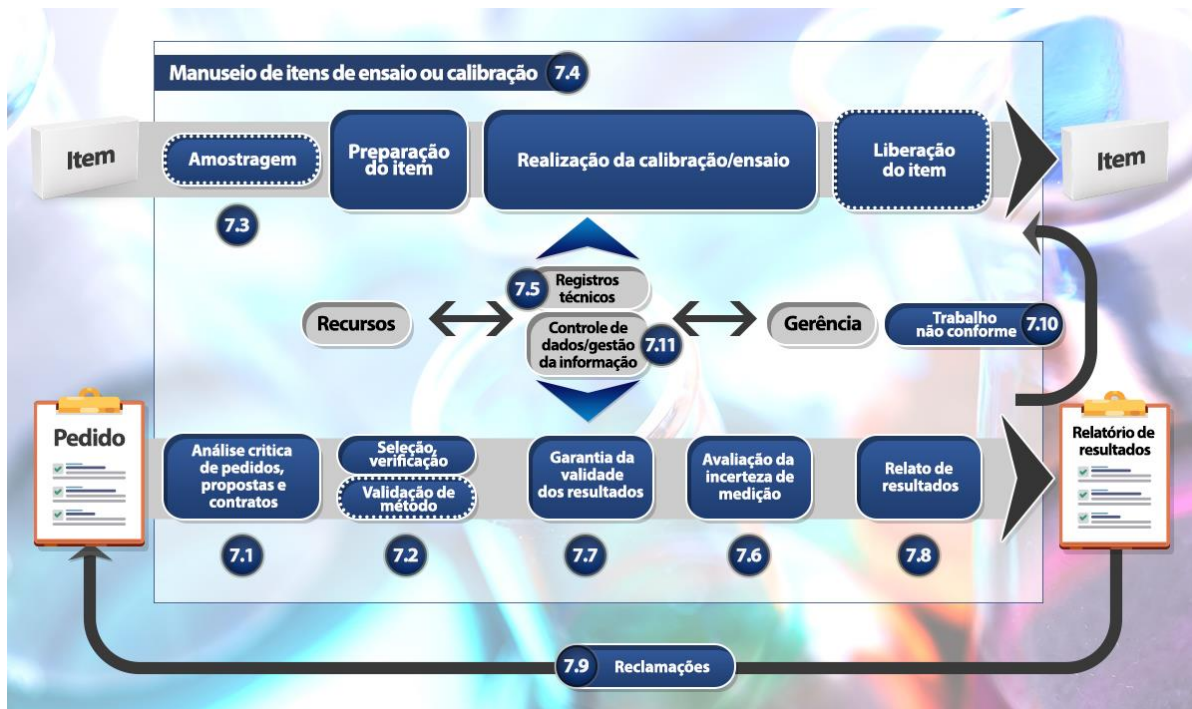 Manuseio de itens de ensaio ou calibração 7.4
Item
Amostragem
Preparação
do item
Realização da calibração/ensaio
Liberação
do item
Item
7.3
7.5
Registros
técnicos
Recursos
Controle de
dados/gestão
da informação
7.11
Gerência
Trabalho
não conforme
7.10
Pedido
Análise critica
de pedidos,
propostas e
contratos
Seleção,
verificação
Validação de
método
Garantia da
validade
dos resultados
Avaliação da
incerteza de
medição
Relato de
resultados
Relatório de
resultados
7.1
7.2
7.7
7.6
7.8
7.9 Reclamações